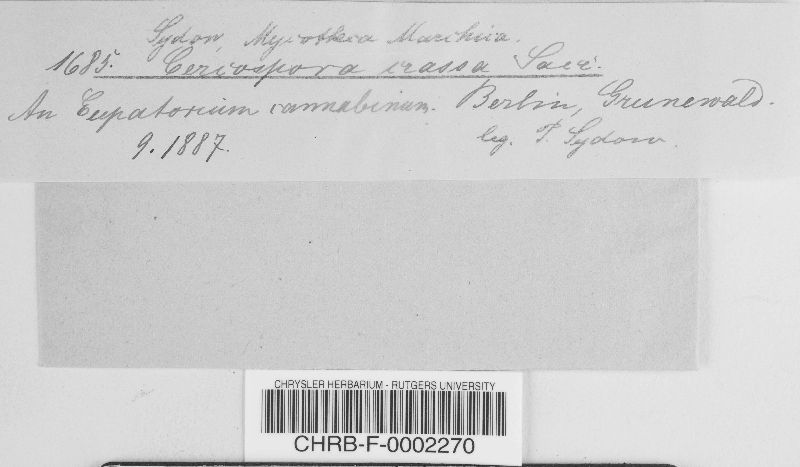 Sydow, Mycotheca Marchica.
1685. Cercospora crassa Sacc.
An Eupatorium cannabinum. Berlin, Grunewald.
9. 1887. leg. P. Sydow.
CHRYSLER HERBARIUM - RUTGERS UNIVERSITY
CHRB-F-0002270